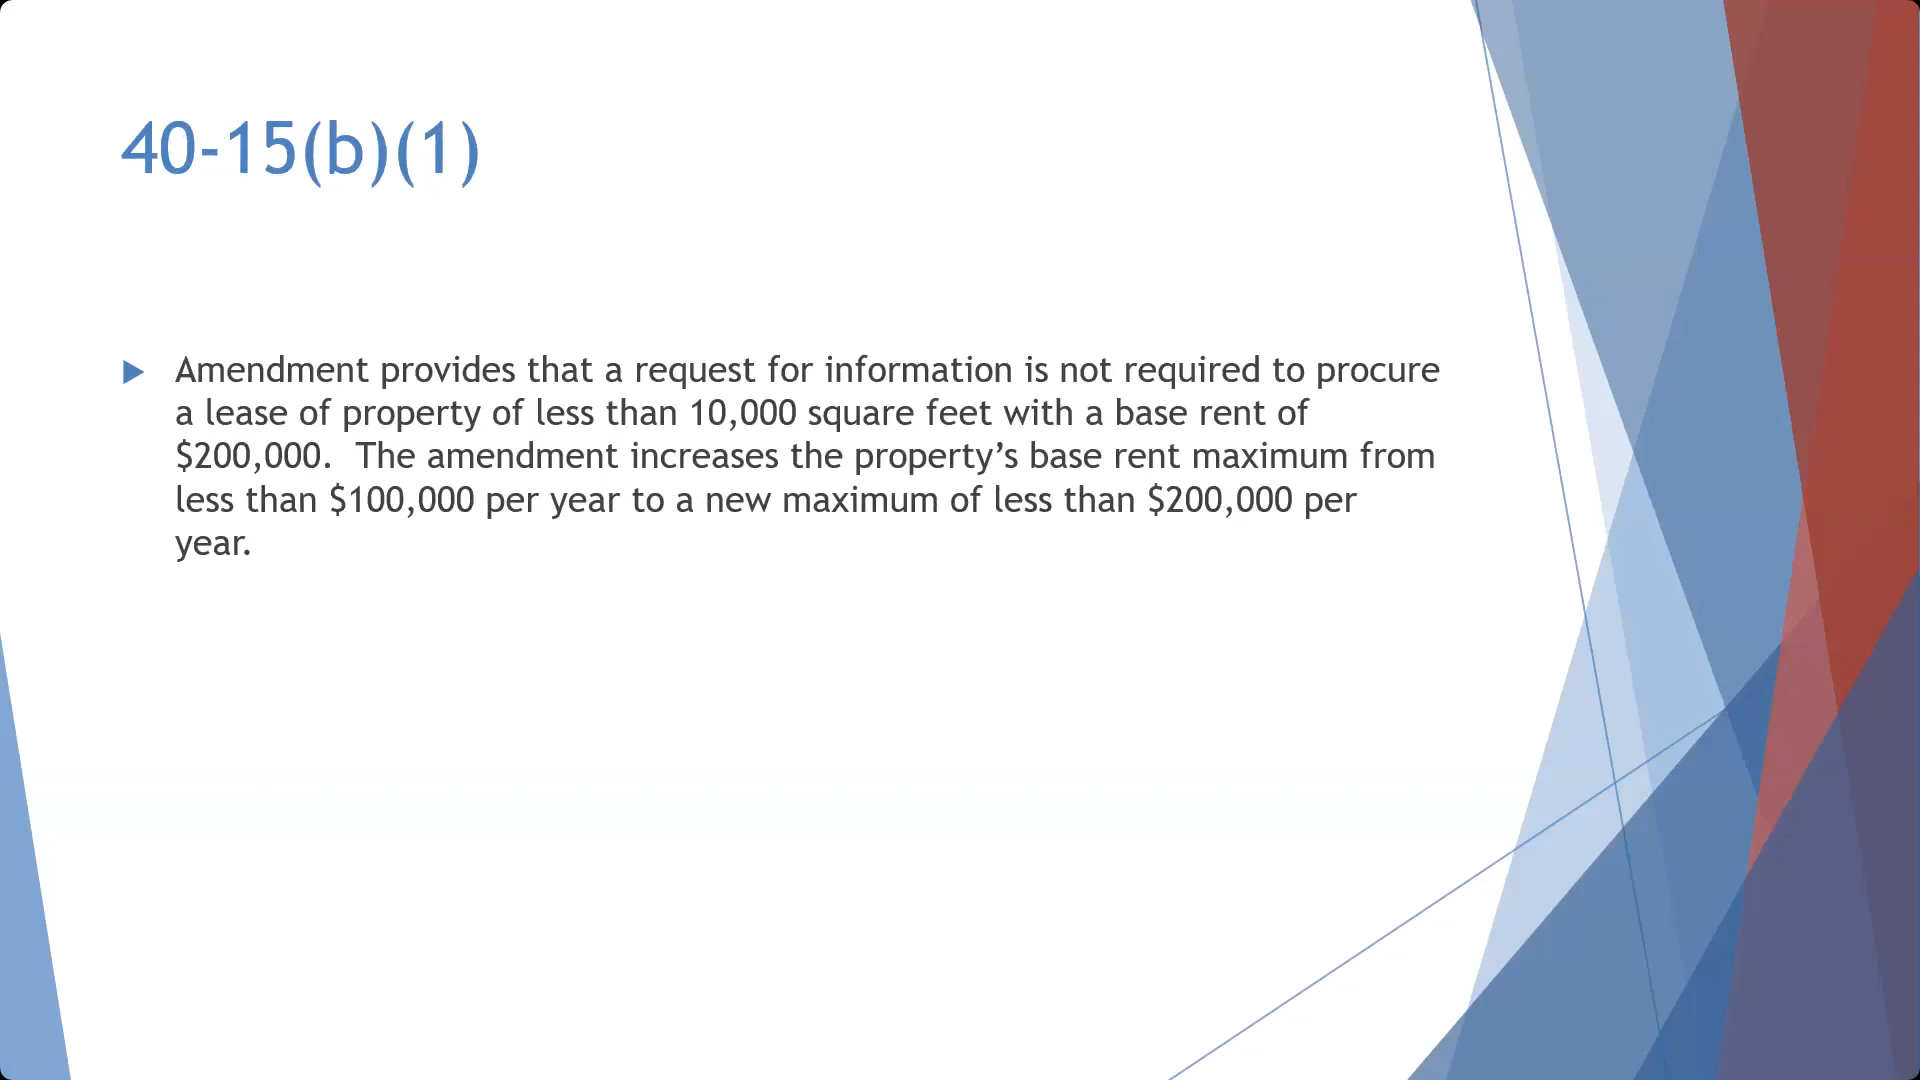 40-15(b)(1)
Amendment provides that a request for information is not required to procure
a lease of property of less than 10,000 square feet with a base rent of
$200,000.  The amendment increases the property’s base rent maximum from
less than $100,000 per year to a new maximum of less than $200,000 per
year.